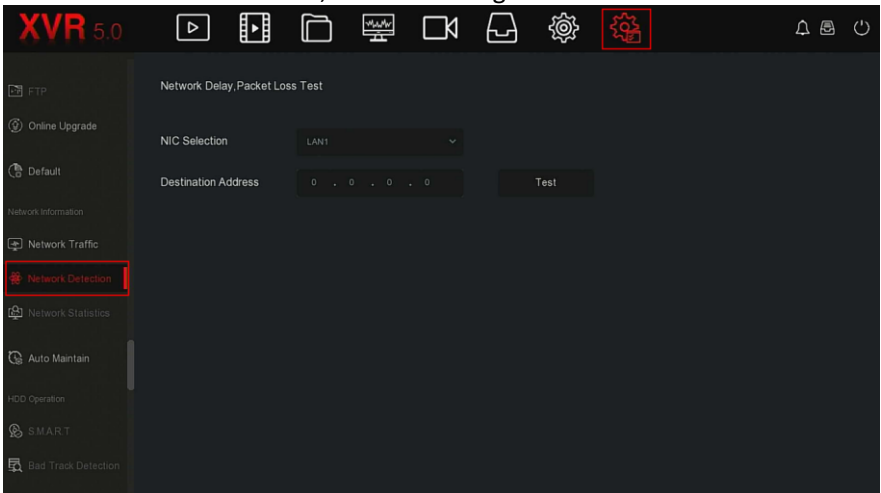 XVR 5.0
FTP
Online Upgrade
Default
Network Information
Network Traffic
Network Detection
Network Statistics
Auto Maintain
HDD Operation
S.M.A.R.T
Bad Track Detection
Network Delay,Packet Loss Test
NIC Selection LAN1
Destination Address 0 . 0 . 0 . 0 Test